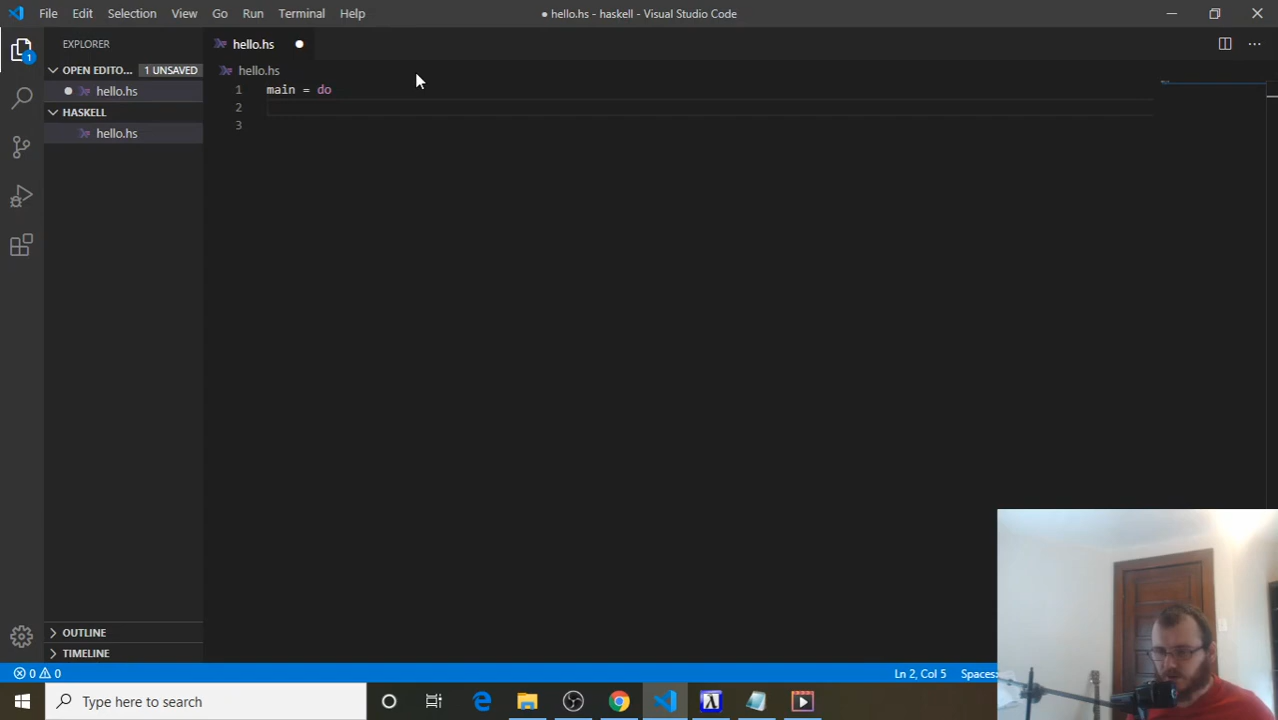 File Edit Selection View Go Run Terminal Help
● hello.hs - haskell - Visual Studio Code
EXPLORER
hello.hs
OPEN EDITO... 1 UNSAVED
hello.hs
hello.hs
HASKELL
hello.hs
1 main = do
2
3
1
OUTLINE
TIMELINE
0 0
Ln 2, Col 5
Spaces:
Type here to search